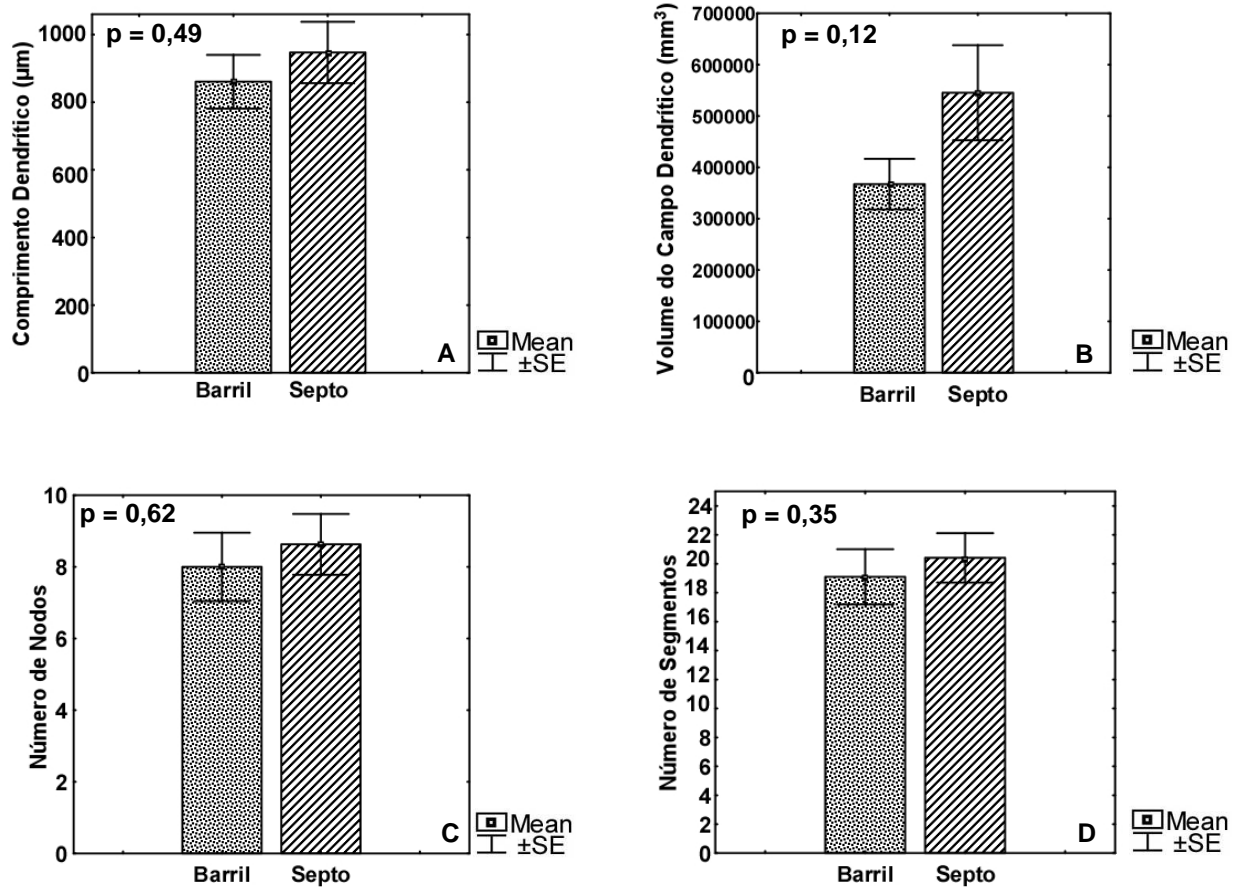 p = 0,49
Comprimento Dendrítico (µm)
1000
800
600
400
200
0
Barril Septo
A
Mean
±SE
p = 0,12
Volume do Campo Dendrítico (mm³)
700000
600000
500000
400000
300000
200000
100000
0
Barril Septo
B
Mean
±SE
p = 0,62
Número de Nodos
10
8
6
4
2
0
Barril Septo
C
Mean
±SE
p = 0,35
Número de Segmentos
24
22
20
18
16
14
12
10
8
6
4
2
0
Barril Septo
D
Mean
±SE